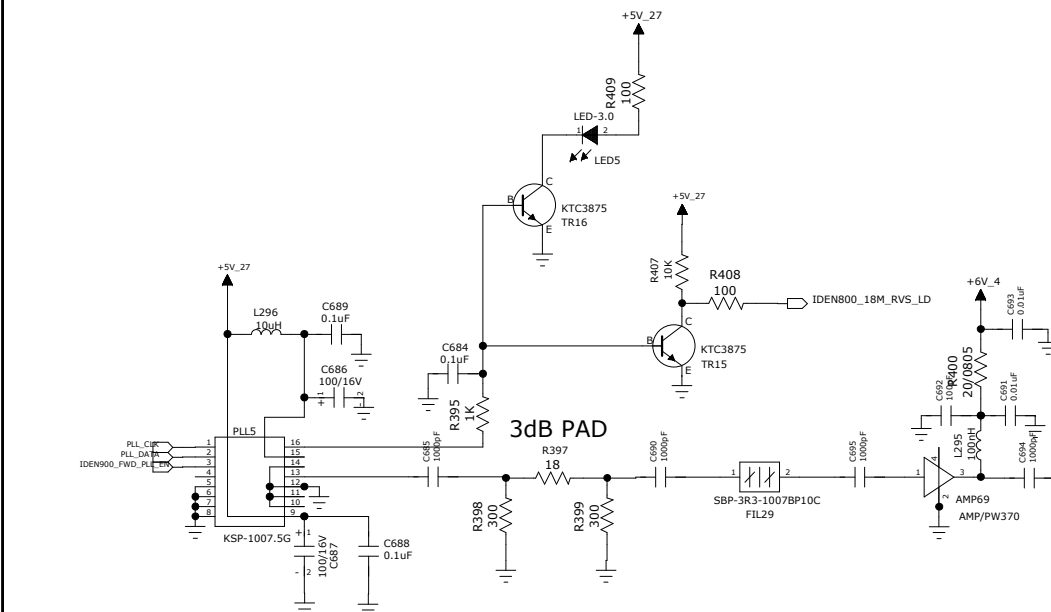 +5V_27
R409
100
LED-3.0
1 2
LED5
C
B
KTC3875
TR16
E
+5V_27
R407
10K
R408
100
IDEN800_18M_RVS_LD
C
B
KTC3875
TR15
E
+6V_4
C693
0.01uF
R400
20/0805
C692
C691
0.01uF
L295
100nH
C694
1000pF
+5V_27
L296
10uH
C689
0.1uF
C686
100/16V
+ 1
- 2
C684
0.1uF
R395
1K
PLL5
PLL_CLK
PLL_DATA
IDEN900_FWD_PLL_EN
1
2
3
4
5
6
7
8
16
15
14
13
12
11
10
9
KSP-1007.5G
+ 1
- 2
100/16V
C687
C688
0.1uF
C685
1000pF
3dB PAD
R397
18
R398
300
R399
300
C690
1000pF
1 2
SBP-3R3-1007BP10C
FIL29
C695
1000pF
1
4
3
2
AMP69
AMP/PW370